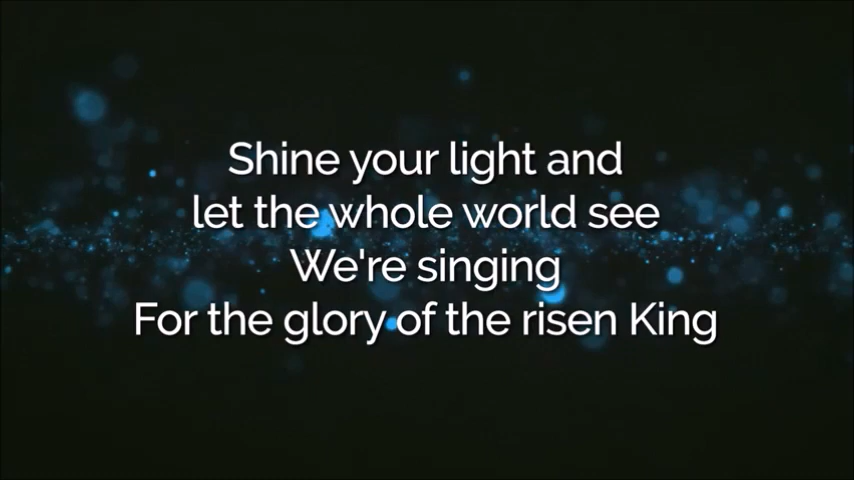 Shine your light and
let the whole world see
We're singing
For the glory of the risen King